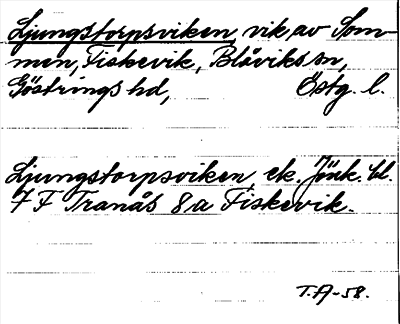 Ljungstorpsviken, vik av Som-
men, Fiskevik, Blåviks sn,
Göstrings hd, Östg. l.
Ljungstorpsviken, ek. Jönk. bl.
7 F Tranås 8a Fiskevik.
T.A-58.